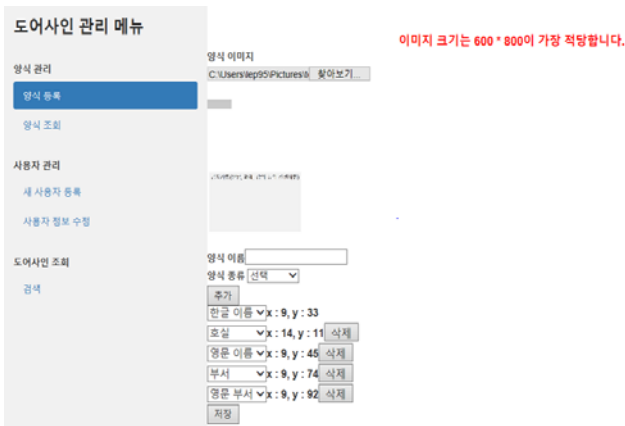 도어사인 관리 메뉴
양식 관리
양식 등록
양식 조회
사용자 관리
새 사용자 등록
사용자 정보 수정
도어사인 조회
검색
이미지 크기는 600 * 800이 가장 적당합니다.
양식 이미지
찾아보기...
양식 이름
양식 종류 선택
추가
한글 이름 x : 9, y : 33
호실 x : 14, y : 11 삭제
영문 이름 x : 9, y : 45 삭제
부서 x : 9, y : 74 삭제
영문 부서 x : 9, y : 92 삭제
저장